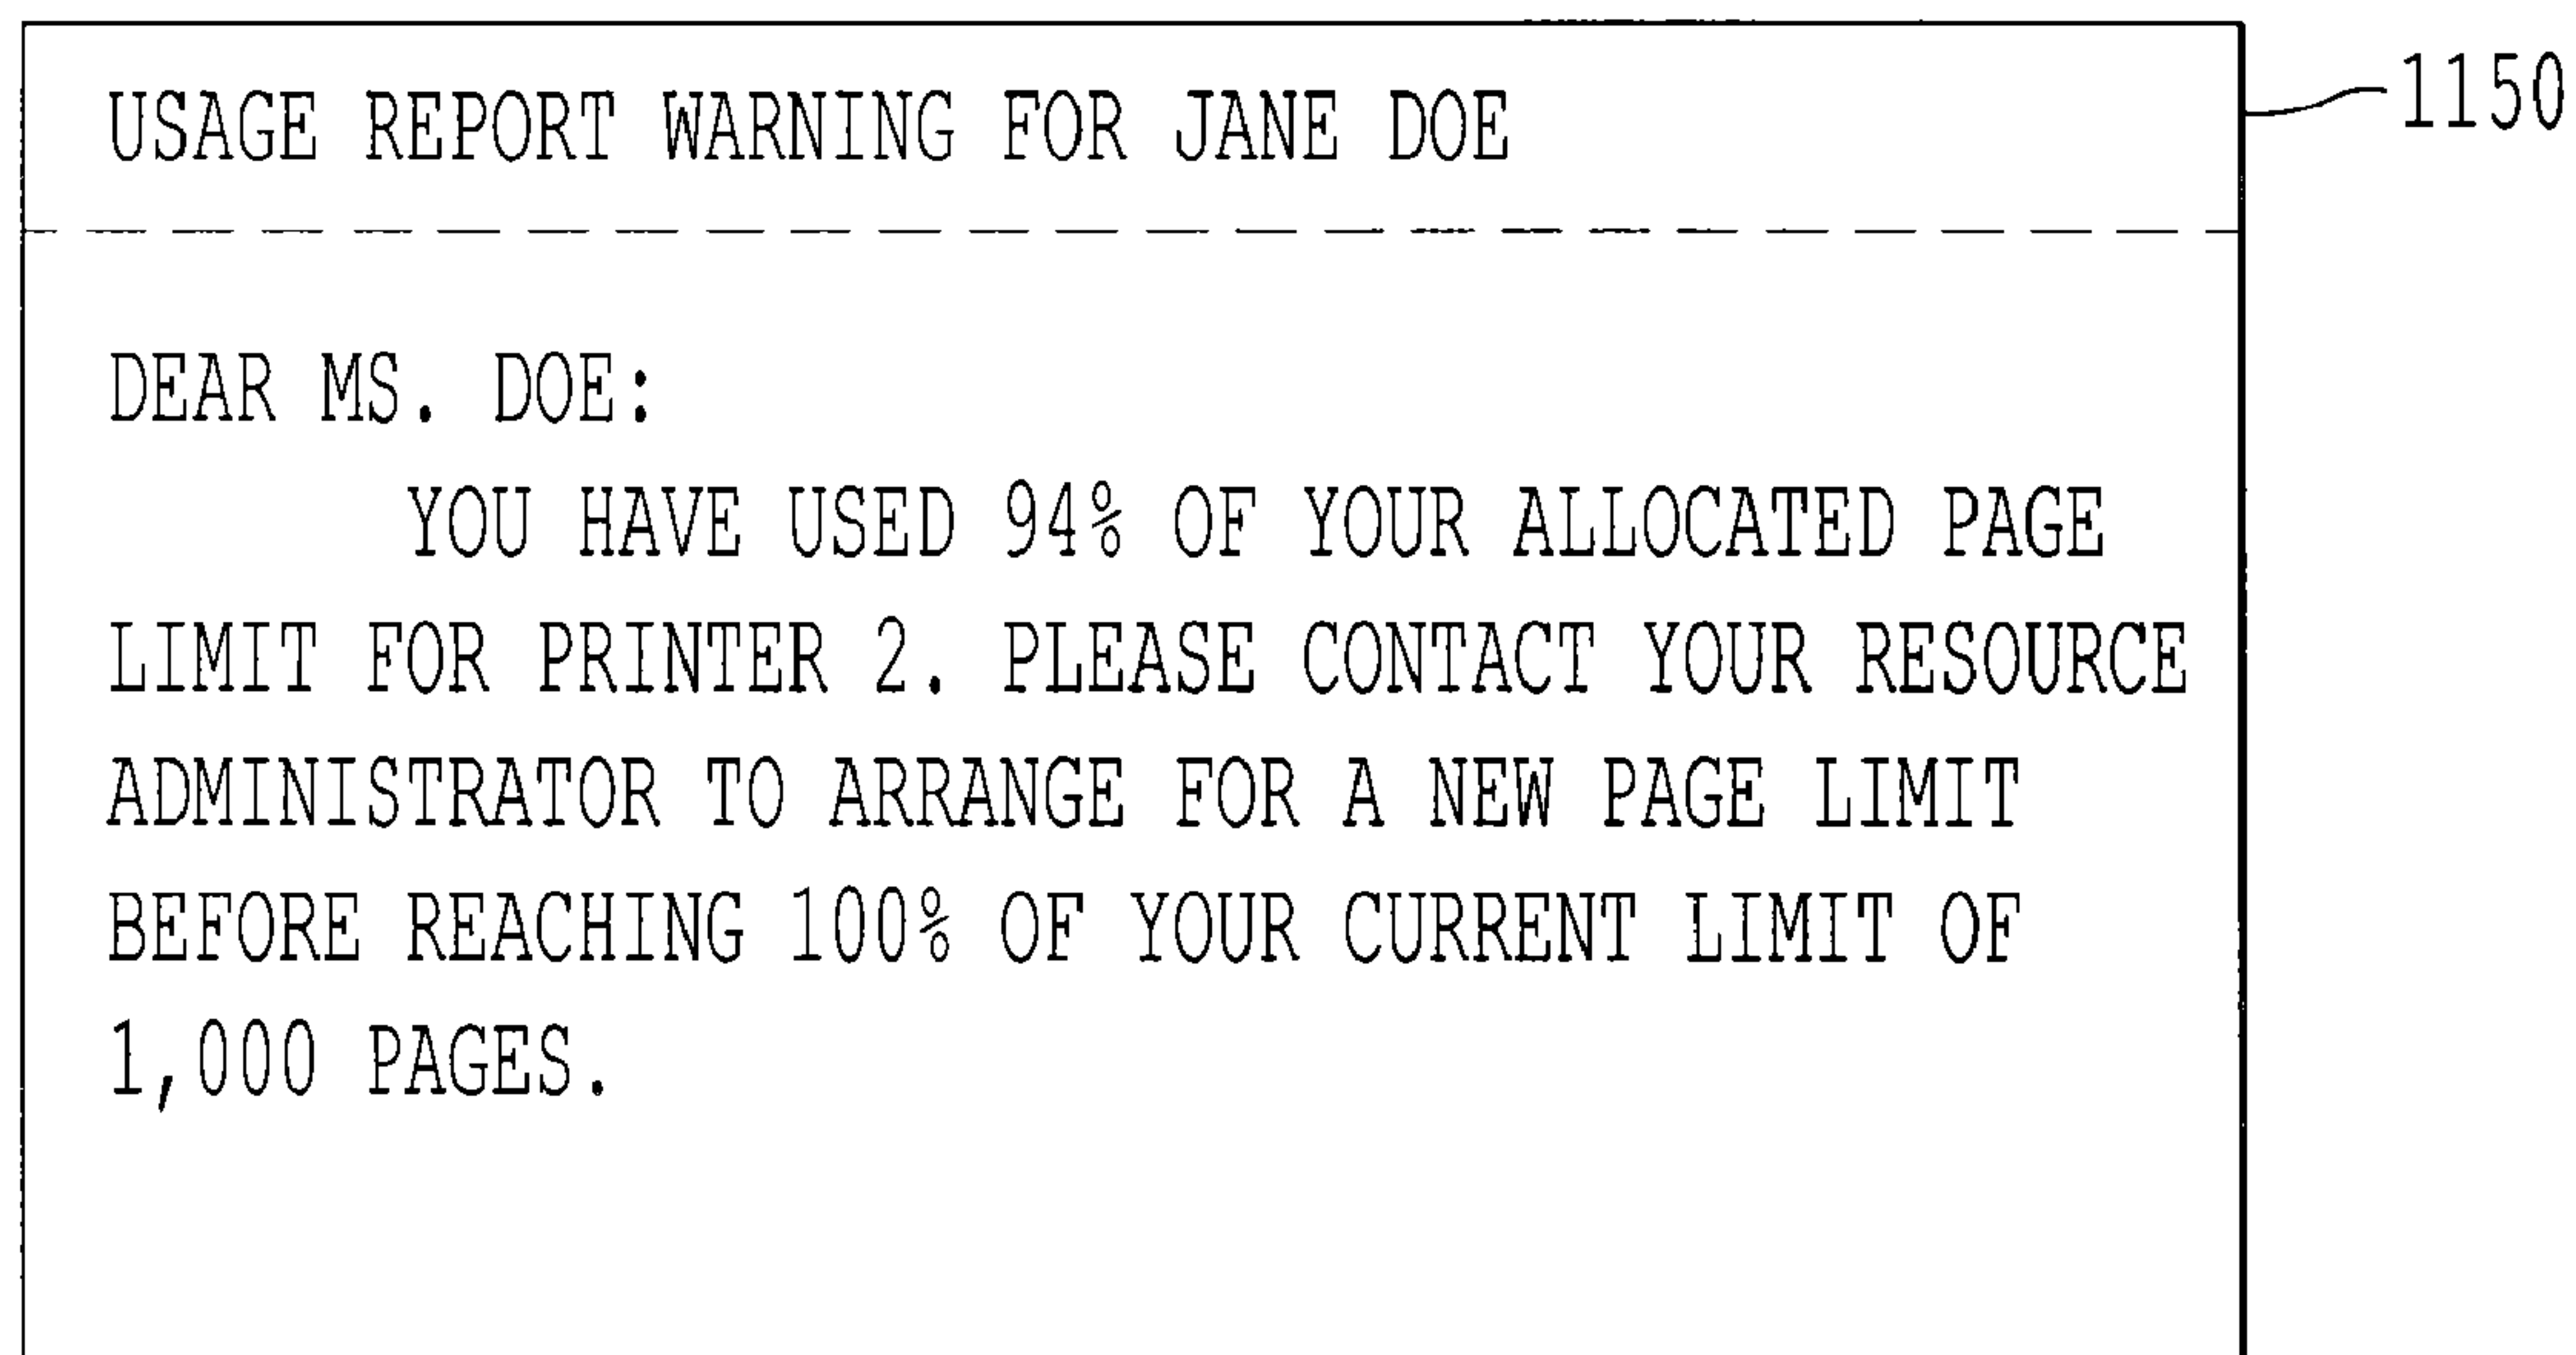 USAGE REPORT WARNING FOR JANE DOE
1150
DEAR MS. DOE:
YOU HAVE USED 94% OF YOUR ALLOCATED PAGE
LIMIT FOR PRINTER 2. PLEASE CONTACT YOUR RESOURCE
ADMINISTRATOR TO ARRANGE FOR A NEW PAGE LIMIT
BEFORE REACHING 100% OF YOUR CURRENT LIMIT OF
1,000 PAGES.